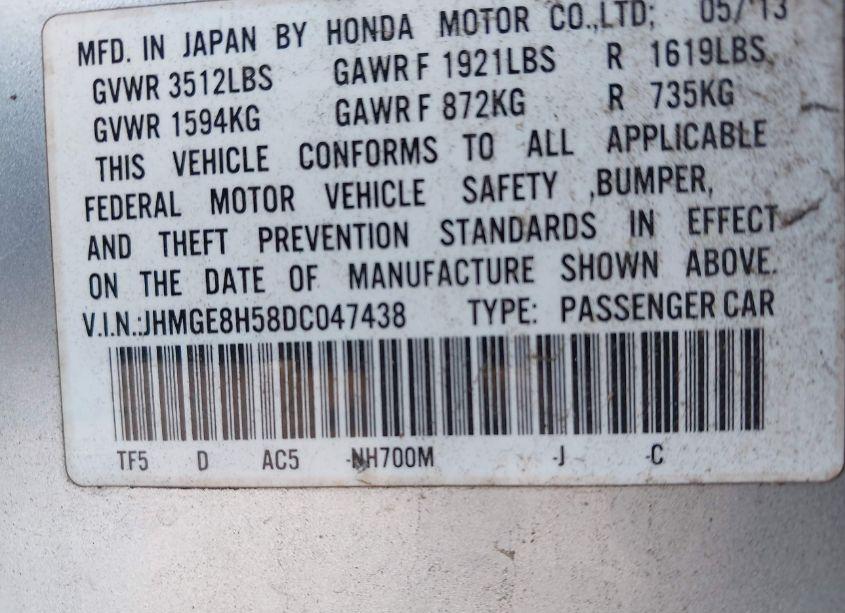 MFD. IN JAPAN BY HONDA MOTOR CO.,LTD; 05/13
GVWR 3512LBS GAWR F 1921LBS R 1619LBS
GVWR 1594KG GAWR F 872KG R 735KG
THIS VEHICLE CONFORMS TO ALL APPLICABLE
FEDERAL MOTOR VEHICLE SAFETY ,BUMPER,
AND THEFT PREVENTION STANDARDS IN EFFECT
ON THE DATE OF MANUFACTURE SHOWN ABOVE.
V.I.N.:JHMGE8H58DC047438 TYPE: PASSENGER CAR
TF5 D AC5 -NH700M -J -C